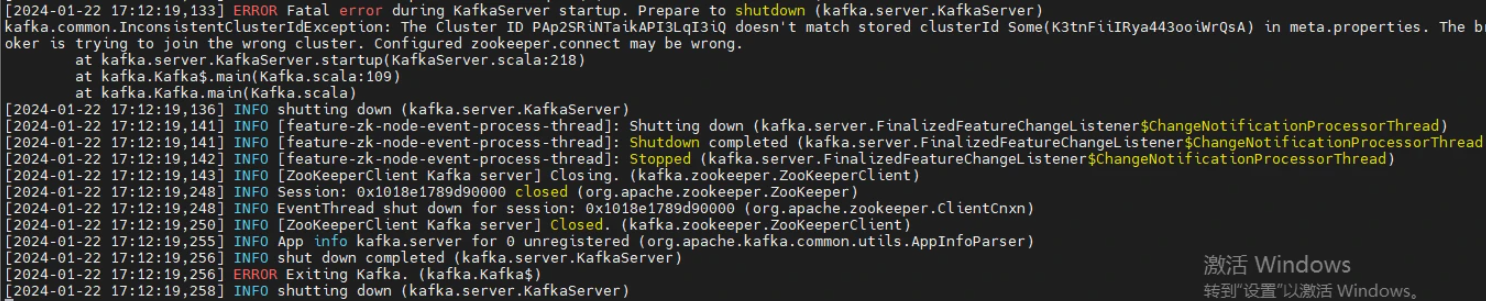 [2024-01-22 17:12:19,133] ERROR Fatal error during KafkaServer startup. Prepare to shutdown (kafka.server.KafkaServer)
kafka.common.InconsistentClusterIdException: The Cluster ID PAp2SRiNTaikAPI3LqI3iQ doesn't match stored clusterId Some(K3tnFiiIRya443ooiWrQsA) in meta.properties. The br
oker is trying to join the wrong cluster. Configured zookeeper.connect may be wrong.
at kafka.server.KafkaServer.startup(KafkaServer.scala:218)
at kafka.Kafka$.main(Kafka.scala:109)
at kafka.Kafka.main(Kafka.scala)
[2024-01-22 17:12:19,136] INFO shutting down (kafka.server.KafkaServer)
[2024-01-22 17:12:19,141] INFO [feature-zk-node-event-process-thread]: Shutting down (kafka.server.FinalizedFeatureChangeListener$ChangeNotificationProcessorThread)
[2024-01-22 17:12:19,141] INFO [feature-zk-node-event-process-thread]: Shutdown completed (kafka.server.FinalizedFeatureChangeListener$ChangeNotificationProcessorThread
[2024-01-22 17:12:19,142] INFO [feature-zk-node-event-process-thread]: Stopped (kafka.server.FinalizedFeatureChangeListener$ChangeNotificationProcessorThread)
[2024-01-22 17:12:19,143] INFO [ZooKeeperClient Kafka server] Closing. (kafka.zookeeper.ZooKeeperClient)
[2024-01-22 17:12:19,248] INFO Session: 0x1018e1789d90000 closed (org.apache.zookeeper.ZooKeeper)
[2024-01-22 17:12:19,248] INFO EventThread shut down for session: 0x1018e1789d90000 (org.apache.zookeeper.ClientCnxn)
[2024-01-22 17:12:19,250] INFO [ZooKeeperClient Kafka server] Closed. (kafka.zookeeper.ZooKeeperClient)
[2024-01-22 17:12:19,255] INFO App info kafka.server for 0 unregistered (org.apache.kafka.common.utils.AppInfoParser)
[2024-01-22 17:12:19,256] INFO shut down completed (kafka.server.KafkaServer)
[2024-01-22 17:12:19,256] ERROR Exiting Kafka. (kafka.Kafka$)
[2024-01-22 17:12:19,258] INFO shutting down (kafka.server.KafkaServer)
激活 Windows
转到"设置"以激活 Windows。